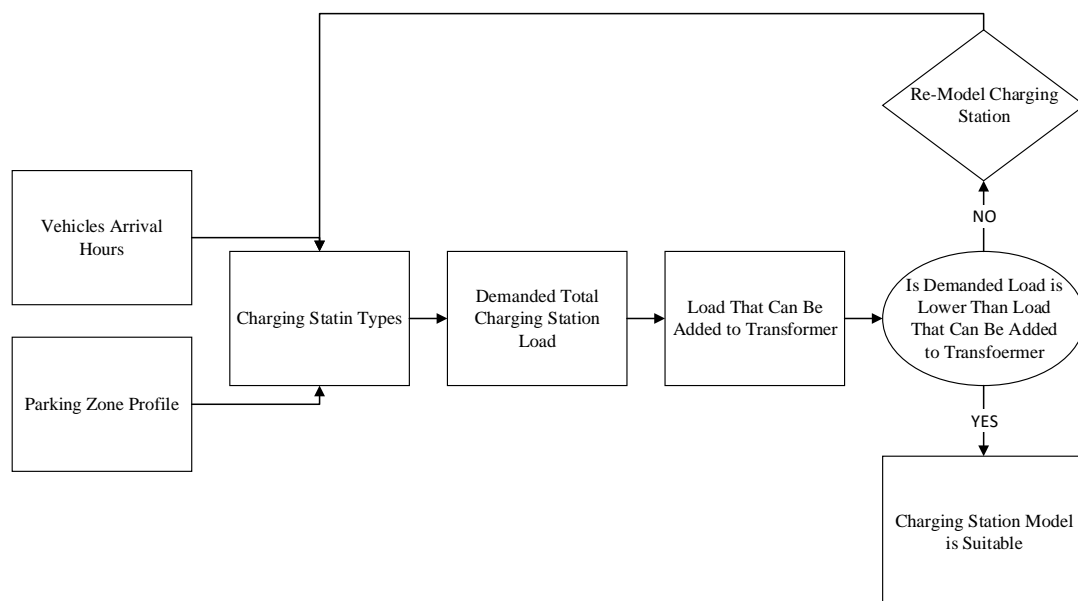 Re-Model Charging
Station
Vehicles Arrival
Hours
NO
Charging Statin Types
Demanded Total
Charging Station
Load
Load That Can Be
Added to Transformer
Is Demanded Load is
Lower Than Load
That Can Be Added
to Transfoermer
Parking Zone Profile
YES
Charging Station Model
is Suitable